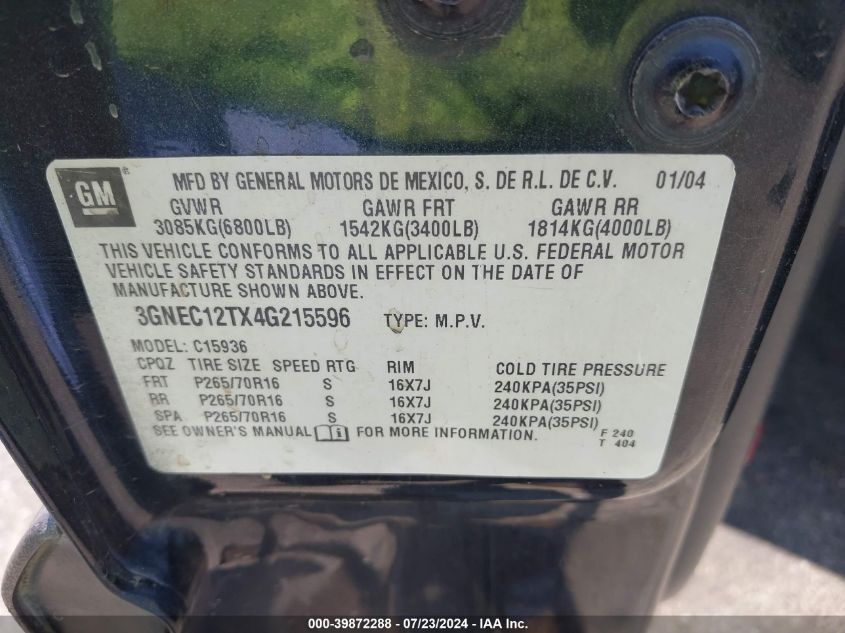 GM ® MFD BY GENERAL MOTORS DE MEXICO, S. DE R.L. DE C.V. 01/04
GVWR GAWR FRT GAWR RR
3085KG(6800LB) 1542KG(3400LB) 1814KG(4000LB)
THIS VEHICLE CONFORMS TO ALL APPLICABLE U.S. FEDERAL MOTOR
VEHICLE SAFETY STANDARDS IN EFFECT ON THE DATE OF
MANUFACTURE SHOWN ABOVE.
3GNEC12TX4G215596 TYPE: M.P.V.
MODEL: C15936
CPQZ TIRE SIZE SPEED RTG RIM COLD TIRE PRESSURE
FRT P265/70R16 S 16X7J 240KPA(35PSI)
RR P265/70R16 S 16X7J 240KPA(35PSI)
SPA P265/70R16 S 16X7J 240KPA(35PSI)
SEE OWNER'S MANUAL FOR MORE INFORMATION. F 240
T 404
000-39872288 - 07/23/2024 - IAA Inc.